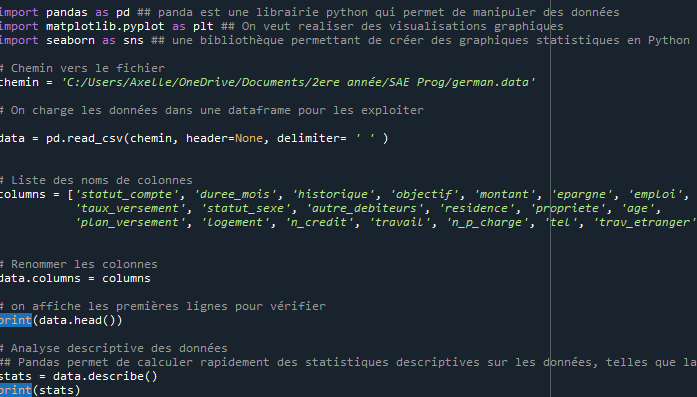 import pandas as pd ## panda est une librairie python qui permet de manipuler des données
import matplotlib.pyplot as plt ## On veut realiser des visualisations graphiques
import seaborn as sns ## une bibliothèque permettant de créer des graphiques statistiques en Python
# Chemin vers le fichier
chemin = 'C:/Users/Axelle/OneDrive/Documents/2ere année/SAE Prog/german.data'
# On charge les données dans une dataframe pour les exploiter
data = pd.read_csv(chemin, header=None, delimiter= ' ' )
# Liste des noms de colonnes
columns = ['statut_compte', 'duree_mois', 'historique', 'objectif', 'montant', 'epargne', 'emploi',
'taux_versement', 'statut_sexe', 'autre_debiteurs', 'residence', 'propriete', 'age',
'plan_versement', 'logement', 'n_credit', 'travail', 'n_p_charge', 'tel', 'trav_etranger'
# Renommer les colonnes
data.columns = columns
# on affiche les premières lignes pour vérifier
print(data.head())
# Analyse descriptive des données
## Pandas permet de calculer rapidement des statistiques descriptives sur les données, telles que la
stats = data.describe()
print(stats)